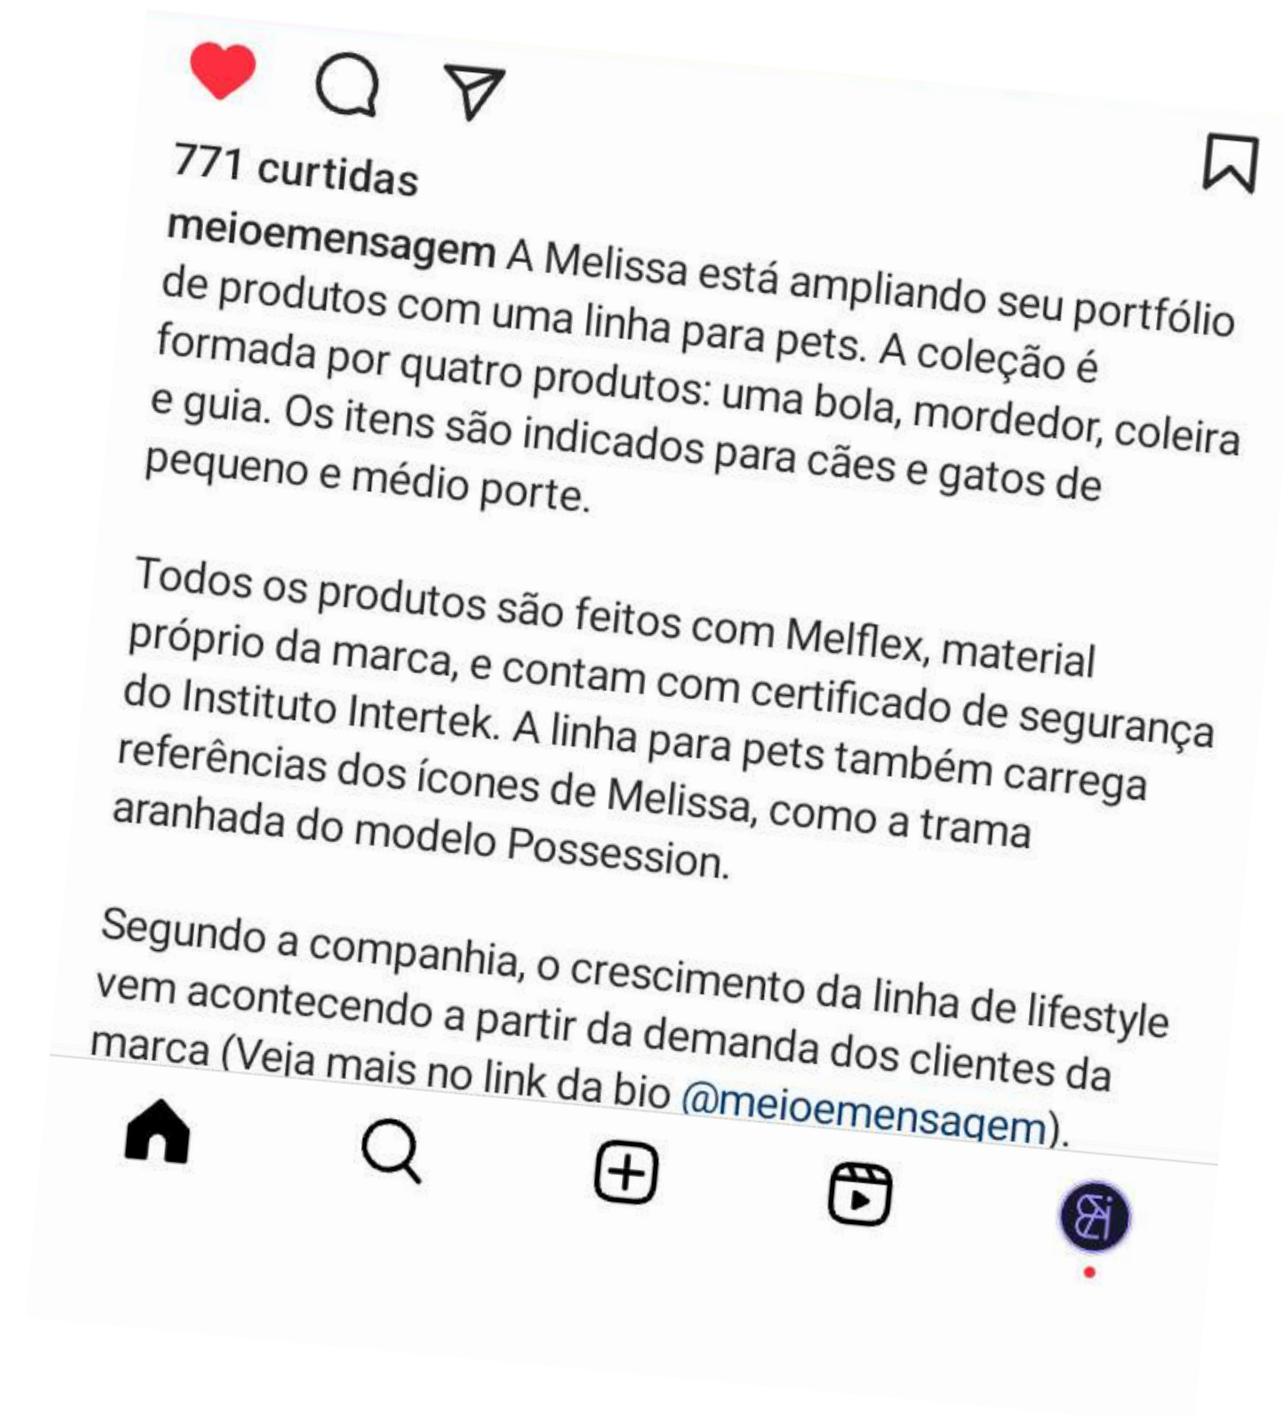 771 curtidas
meioemensagem A Melissa está ampliando seu portfólio
de produtos com uma linha para pets. A coleção é
formada por quatro produtos: uma bola, mordedor, coleira
e guia. Os itens são indicados para cães e gatos de
pequeno e médio porte.
Todos os produtos são feitos com Melflex, material
próprio da marca, e contam com certificado de segurança
do Instituto Intertek. A linha para pets também carrega
referências dos ícones de Melissa, como a trama
aranhada do modelo Possession.
Segundo a companhia, o crescimento da linha de lifestyle
vem acontecendo a partir da demanda dos clientes da
marca (Veja mais no link da bio @meioemensagem).